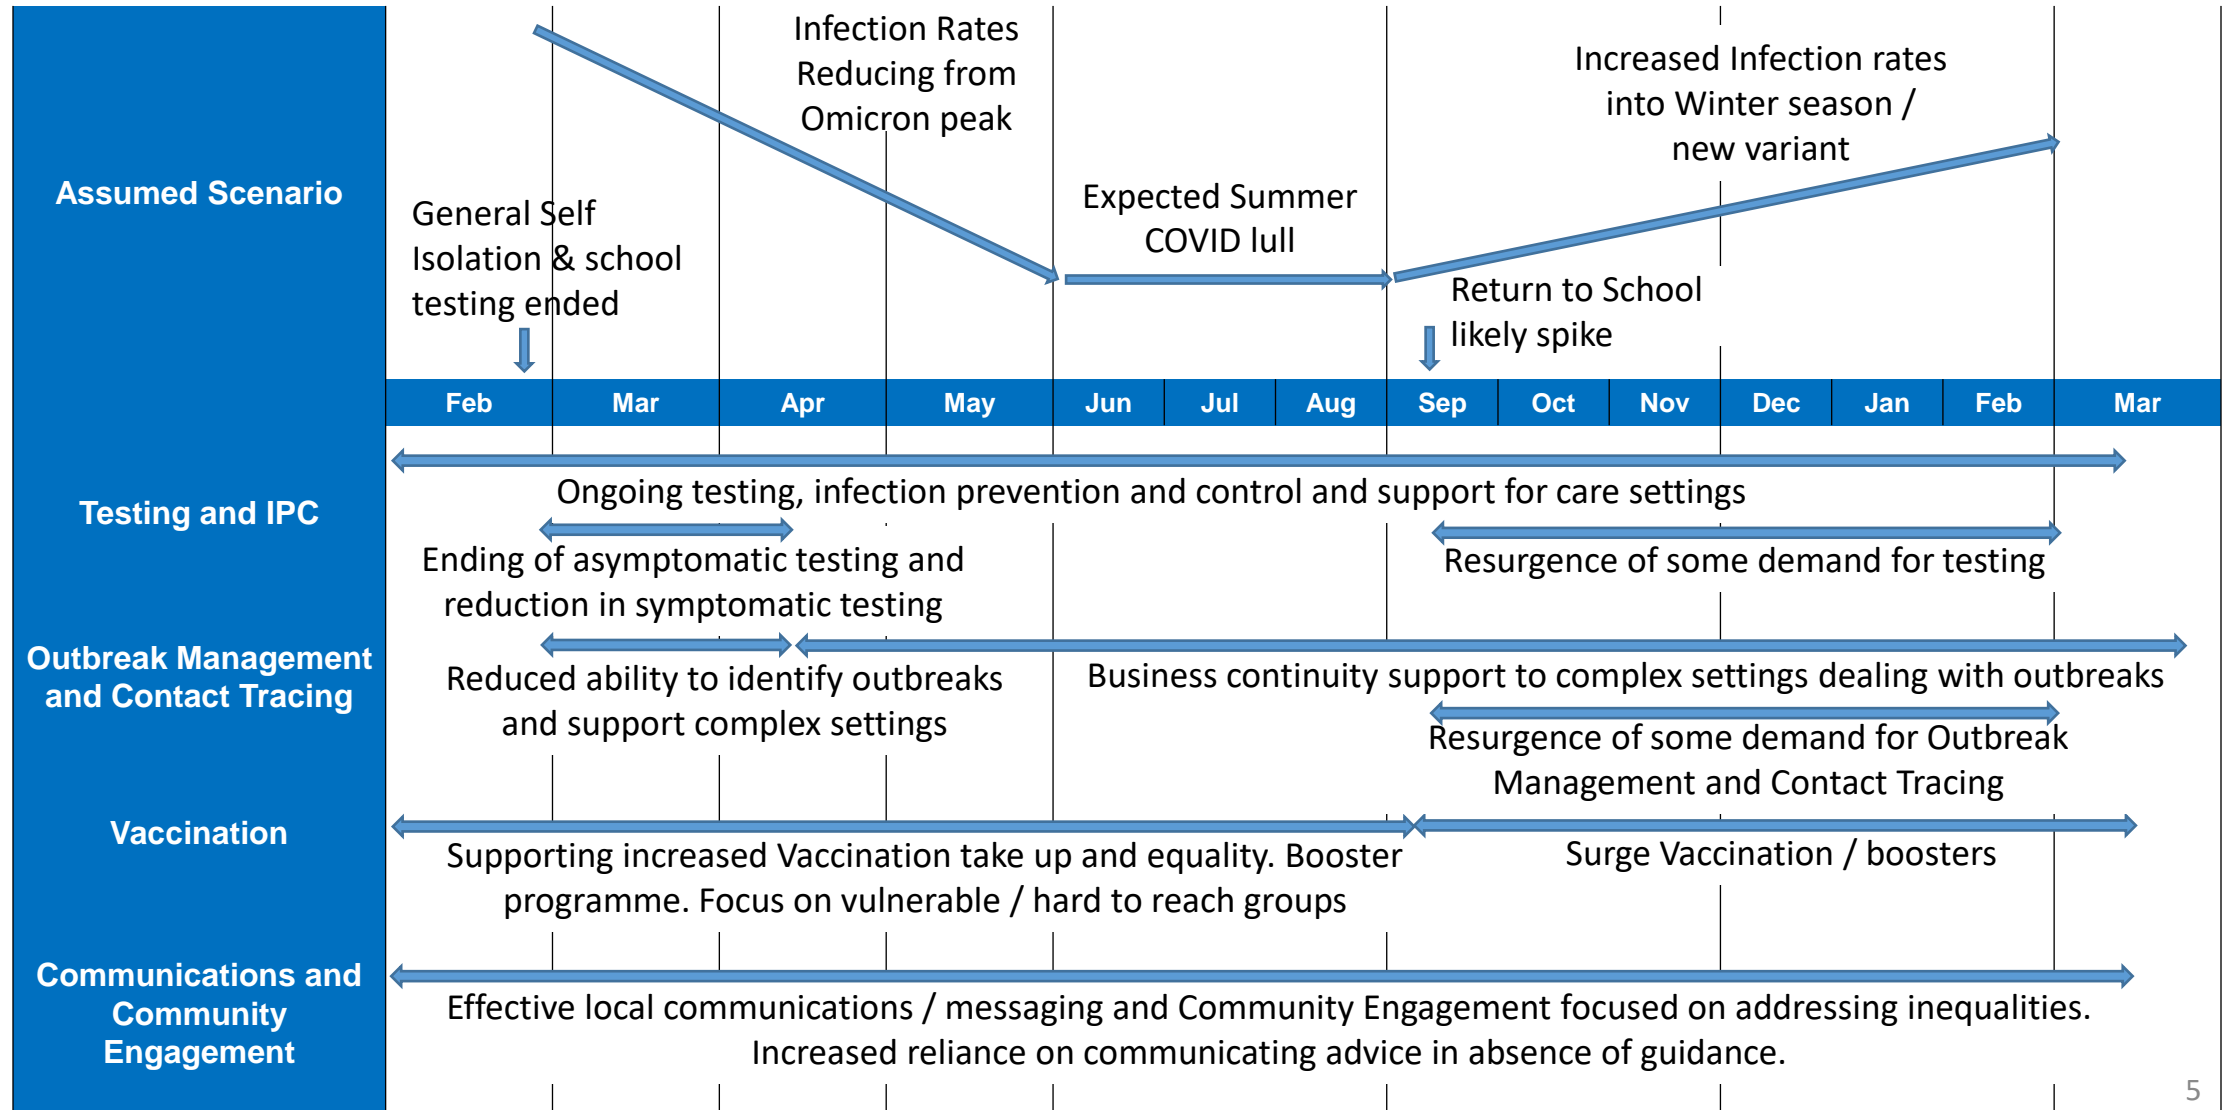 Assumed Scenario
Infection Rates
Reducing from
Omicron peak
Increased Infection rates
into Winter season /
new variant
General Self
Isolation & school
testing ended
Expected Summer
COVID lull
Return to School
likely spike
Feb Mar Apr May Jun Jul Aug Sep Oct Nov Dec Jan Feb Mar
Testing and IPC
Ongoing testing, infection prevention and control and support for care settings
Ending of asymptomatic testing and
reduction in symptomatic testing
Resurgence of some demand for testing
Outbreak Management
and Contact Tracing
Reduced ability to identify outbreaks
and support complex settings
Business continuity support to complex settings dealing with outbreaks
Resurgence of some demand for Outbreak
Management and Contact Tracing
Vaccination
Supporting increased Vaccination take up and equality. Booster
programme. Focus on vulnerable / hard to reach groups
Surge Vaccination / boosters
Communications and
Community
Engagement
Effective local communications / messaging and Community Engagement focused on addressing inequalities.
Increased reliance on communicating advice in absence of guidance.
5